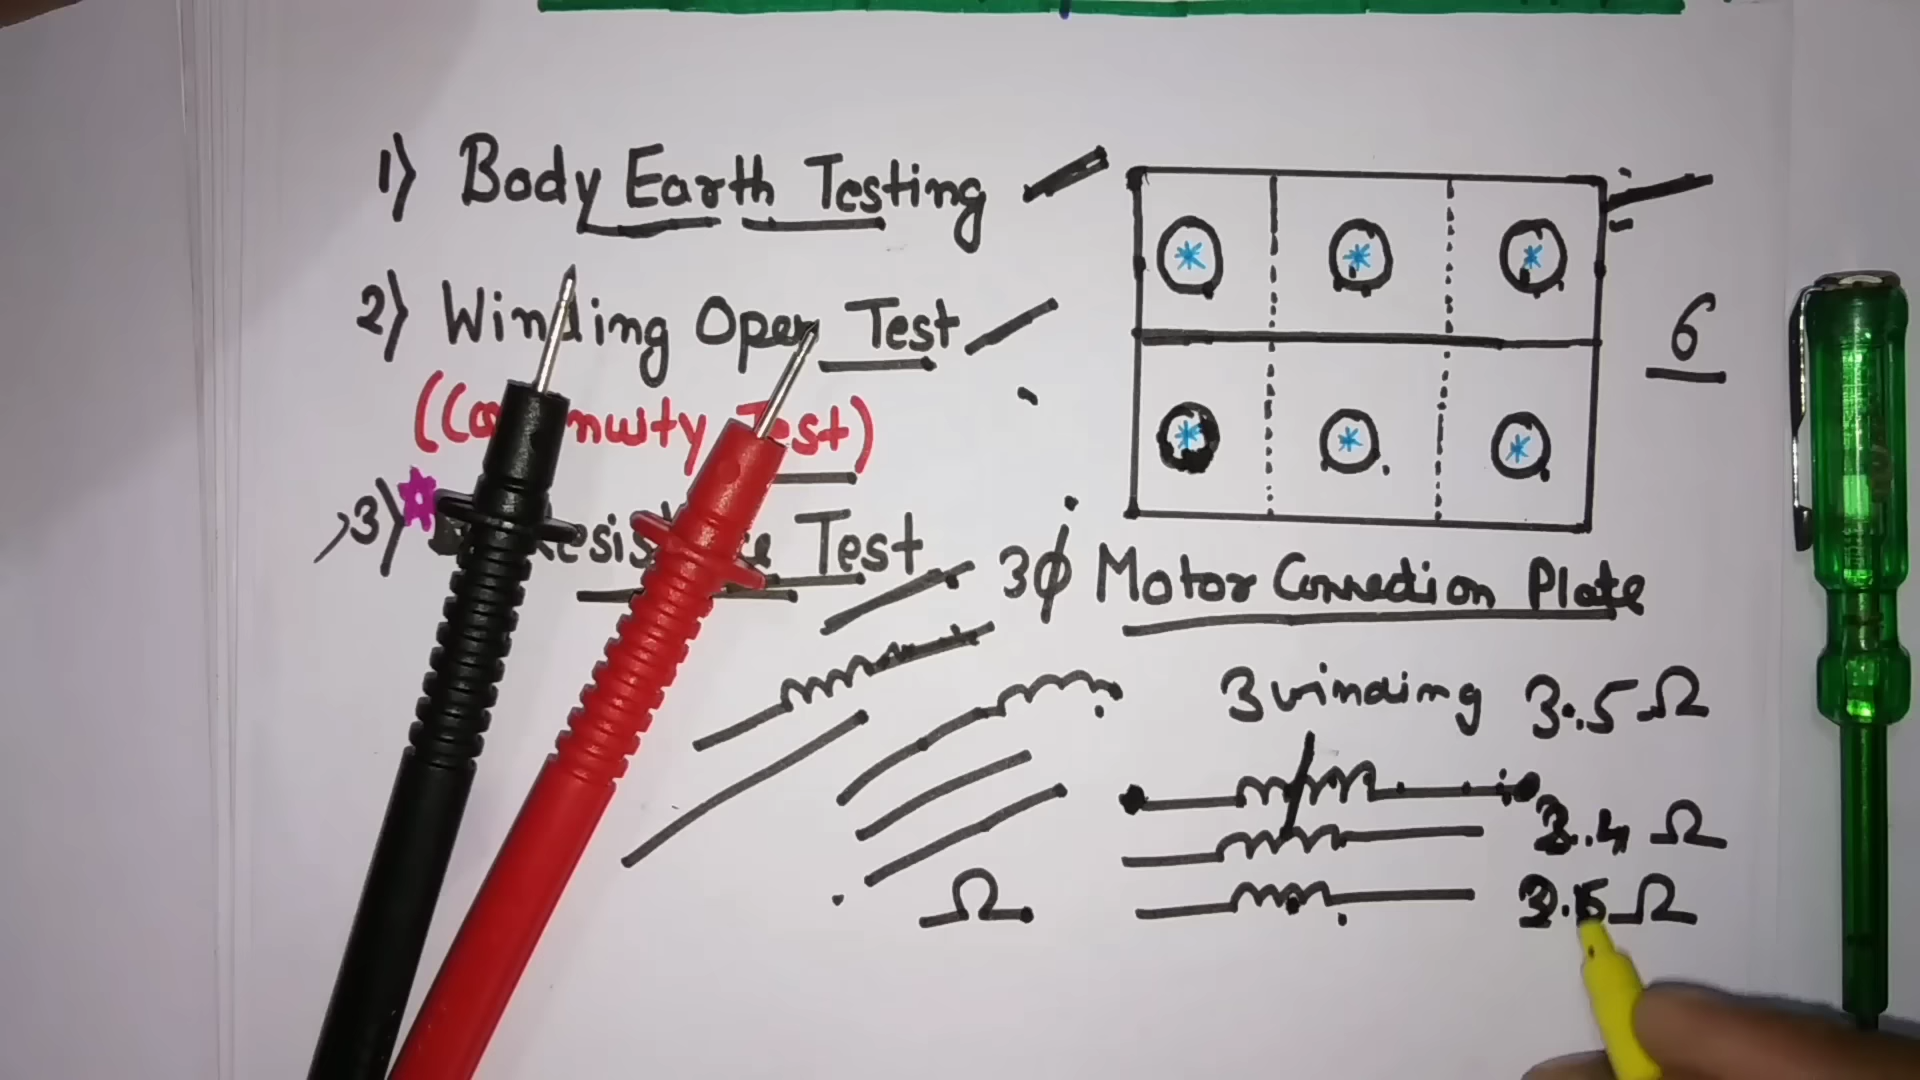 1) Body Earth Testing
2) Winding Open Test
(Test)
3) Test
6
3ϕ Motor Connection Plate
3 winding 3.5 Ω
3.4 Ω
3.5 Ω
Ω